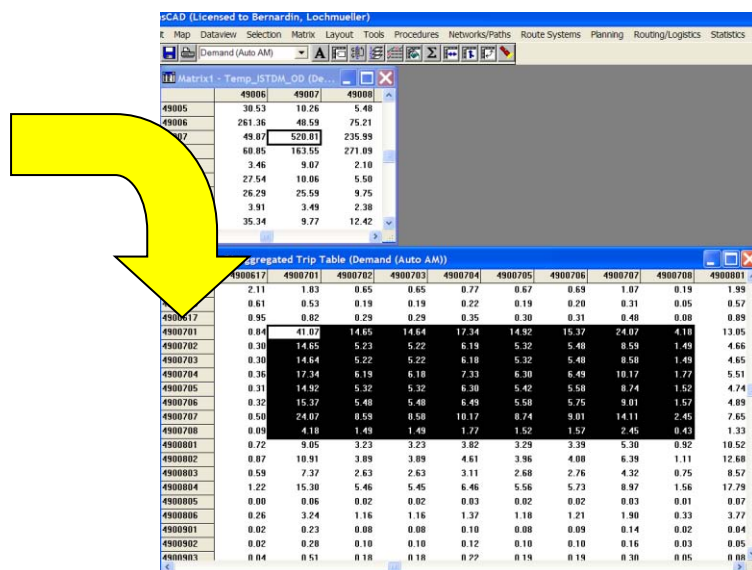 sCAD (Licensed to Bernardin, Lochmueller)
t Map Dataview Selection Matrix Layout Tools Procedures Networks/Paths Route Systems Planning Routing/Logistics Statistics
Demand (Auto AM) A Σ
Matrix1 - Temp_ISTDM_OD (De...
49006 49007 49008
49005 30.53 10.26 5.48
49006 261.36 48.59 75.21
007 49.87 520.81 235.99
60.85 163.55 271.09
3.46 9.07 2.10
27.54 10.06 5.50
26.29 25.59 9.75
3.91 3.49 2.38
35.34 9.77 12.42
ggregated Trip Table (Demand (Auto AM))
4900617 4900701 4900702 4900703 4900704 4900705 4900706 4900707 4900708 4900801
2.11 1.83 0.65 0.65 0.77 0.67 0.69 1.07 0.19 1.99
0.61 0.53 0.19 0.19 0.22 0.19 0.20 0.31 0.05 0.57
4900617 0.95 0.82 0.29 0.29 0.35 0.30 0.31 0.48 0.08 0.89
4900701 0.84 41.07 14.65 14.64 17.34 14.92 15.37 24.07 4.18 13.05
4900702 0.30 14.65 5.23 5.22 6.19 5.32 5.48 8.59 1.49 4.66
4900703 0.30 14.64 5.22 5.22 6.18 5.32 5.48 8.58 1.49 4.65
4900704 0.36 17.34 6.19 6.18 7.33 6.30 6.49 10.17 1.77 5.51
4900705 0.31 14.92 5.32 5.32 6.30 5.42 5.58 8.74 1.52 4.74
4900706 0.32 15.37 5.48 5.48 6.49 5.58 5.75 9.01 1.57 4.89
4900707 0.50 24.07 8.59 8.58 10.17 8.74 9.01 14.11 2.45 7.65
4900708 0.09 4.18 1.49 1.49 1.77 1.52 1.57 2.45 0.43 1.33
4900801 0.72 9.05 3.23 3.23 3.82 3.29 3.39 5.30 0.92 10.52
4900802 0.87 10.91 3.89 3.89 4.61 3.96 4.08 6.39 1.11 12.68
4900803 0.59 7.37 2.63 2.63 3.11 2.68 2.76 4.32 0.75 8.57
4900804 1.22 15.30 5.46 5.45 6.46 5.56 5.73 8.97 1.56 17.79
4900805 0.00 0.06 0.02 0.02 0.03 0.02 0.02 0.03 0.01 0.07
4900806 0.26 3.24 1.16 1.16 1.37 1.18 1.21 1.90 0.33 3.77
4900901 0.02 0.23 0.08 0.08 0.10 0.08 0.09 0.14 0.02 0.04
4900902 0.02 0.28 0.10 0.10 0.12 0.10 0.10 0.16 0.03 0.05
4900903 0.04 0.51 0.18 0.18 0.22 0.19 0.19 0.30 0.05 0.08